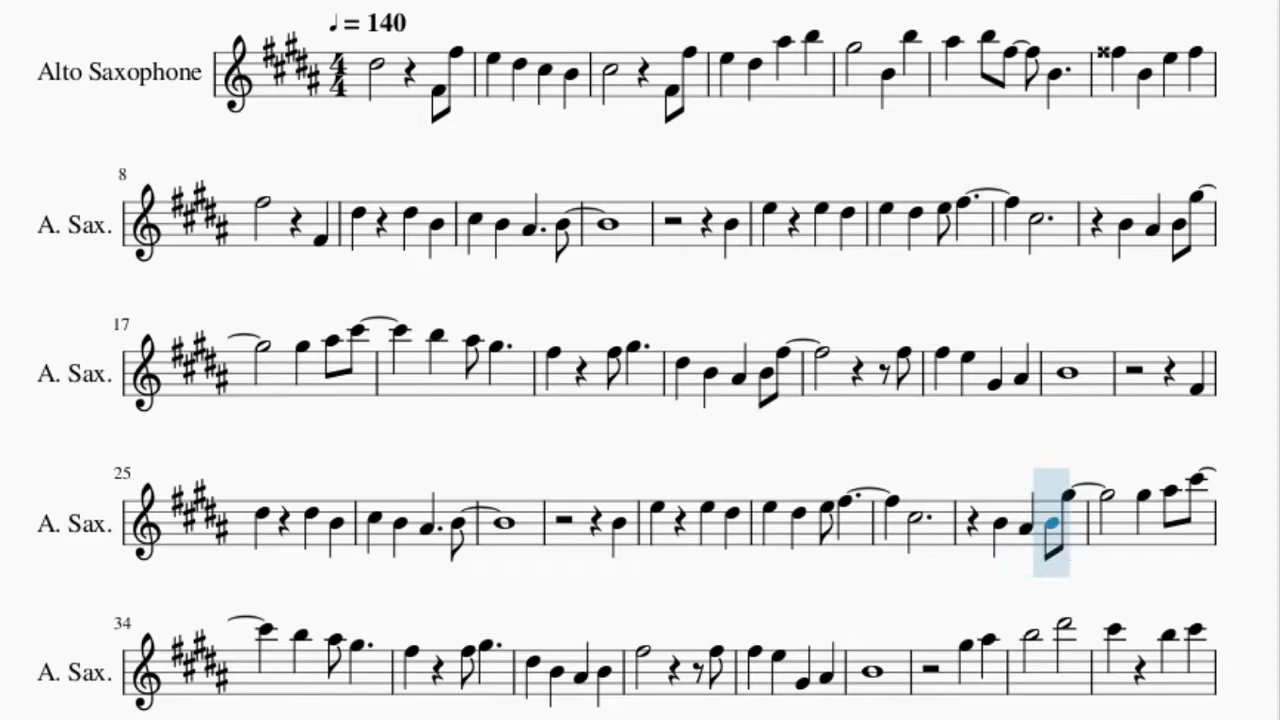 ♩ = 140
Alto Saxophone
4
4
8
A. Sax.
17
A. Sax.
25
A. Sax.
34
A. Sax.